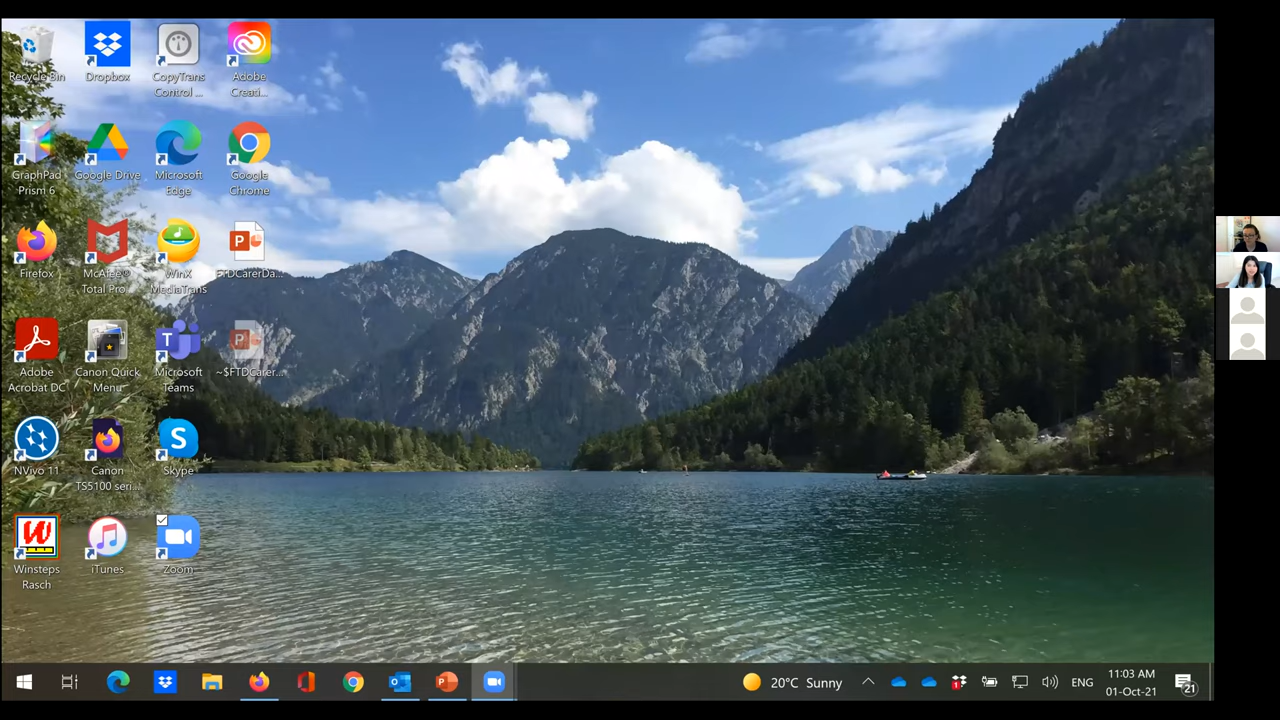 Recycle Bin
Dropbox
CopyTrans
Control ...
Adobe
Creati...
GraphPad
Prism 6
Google Drive
Microsoft
Edge
Google
Chrome
Firefox
McAfee®
Total Pro...
WinX
MediaTrans
FTDCarerDa...
Adobe
Acrobat DC
Canon Quick
Menu
Microsoft
Teams
~$FTDCarer...
NVivo 11
Canon
TS5100 seri...
Skype
Winsteps
Rasch
iTunes
Zoom
20°C Sunny
ENG
11:03 AM
01-Oct-21
21